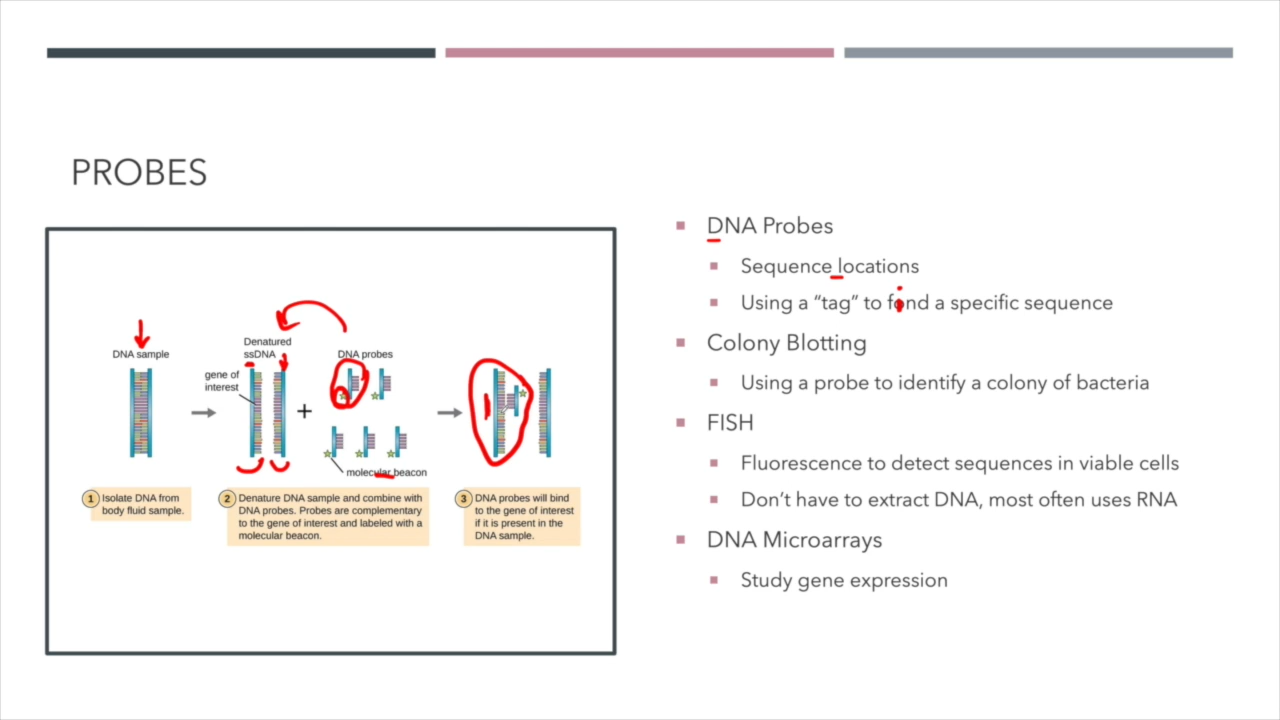 PROBES
DNA sample
Denatured
ssDNA
DNA probes
gene of
interest
+
molecular beacon
1 Isolate DNA from
body fluid sample.
2 Denature DNA sample and combine with
DNA probes. Probes are complementary
to the gene of interest and labeled with a
molecular beacon.
3 DNA probes will bind
to the gene of interest
if it is present in the
DNA sample.
DNA Probes
Sequence locations
Using a “tag” to fond a specific sequence
Colony Blotting
Using a probe to identify a colony of bacteria
FISH
Fluorescence to detect sequences in viable cells
Don’t have to extract DNA, most often uses RNA
DNA Microarrays
Study gene expression